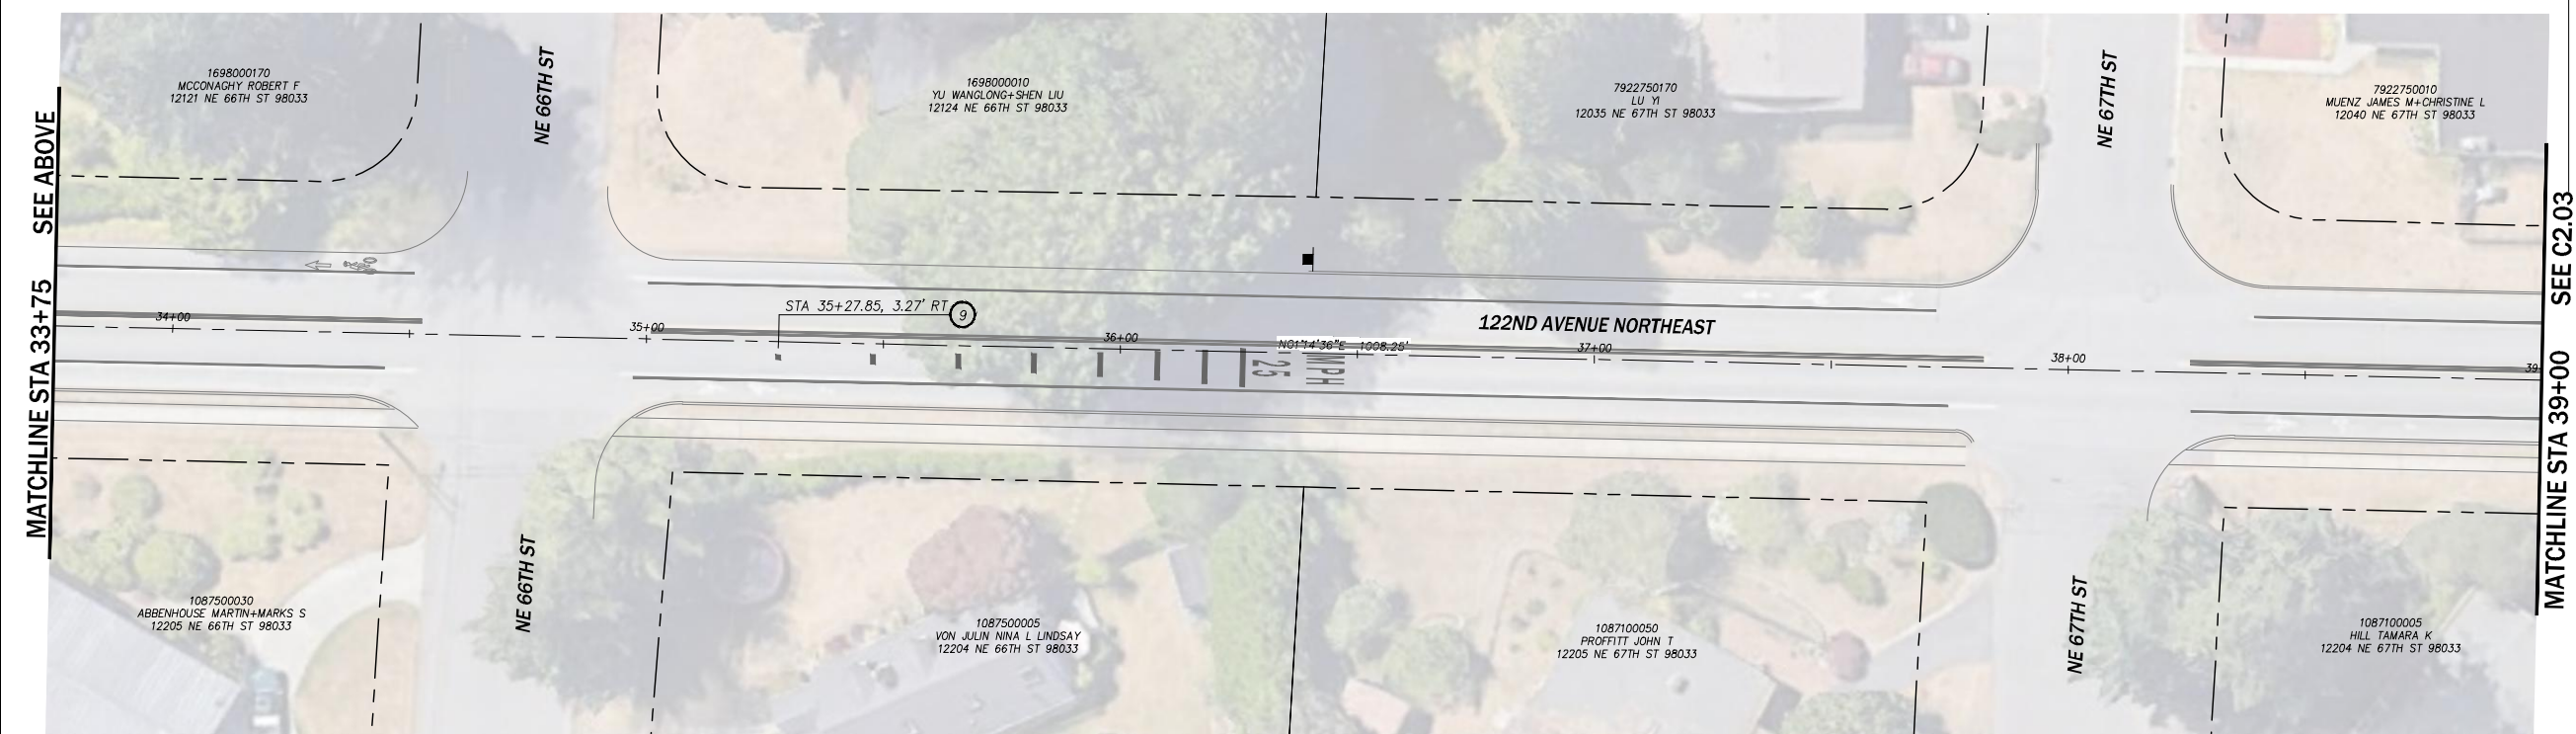 1698000170
MCCONAGHY ROBERT F
12121 NE 66TH ST 98033
NE 66TH ST
1698000010
YU WANGLONG+SHEN LIU
12124 NE 66TH ST 98033
7922750170
LU YI
12035 NE 67TH ST 98033
NE 67TH ST
7922750010
MUENZ JAMES M+CHRISTINE L
12040 NE 67TH ST 98033
MATCHLINE STA 33+75 SEE ABOVE
MATCHLINE STA 39+00 SEE C2.03
STA 35+27.85, 3.27' RT
9
34+00
35+00
36+00
N01°14'36"E 1008.25'
122ND AVENUE NORTHEAST
37+00
38+00
39
25
MPH
1087500030
ABBENHOUSE MARTIN+MARKS S
12205 NE 66TH ST 98033
NE 66TH ST
1087500005
VON JULIN NINA L LINDSAY
12204 NE 66TH ST 98033
1087100050
PROFFITT JOHN T
12205 NE 67TH ST 98033
NE 67TH ST
1087100005
HILL TAMARA K
12204 NE 67TH ST 98033